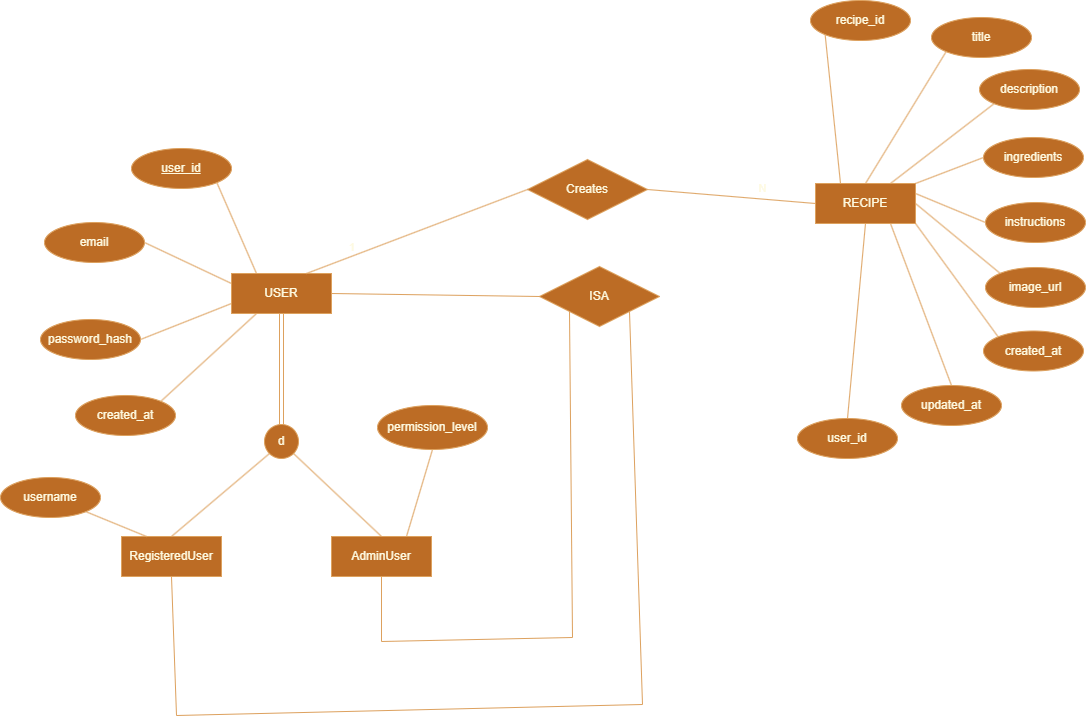 recipe_id
title
description
user_id
ingredients
Creates
N
RECIPE
instructions
email
1
USER
ISA
image_url
password_hash
created_at
created_at
updated_at
permission_level
user_id
d
username
RegisteredUser
AdminUser